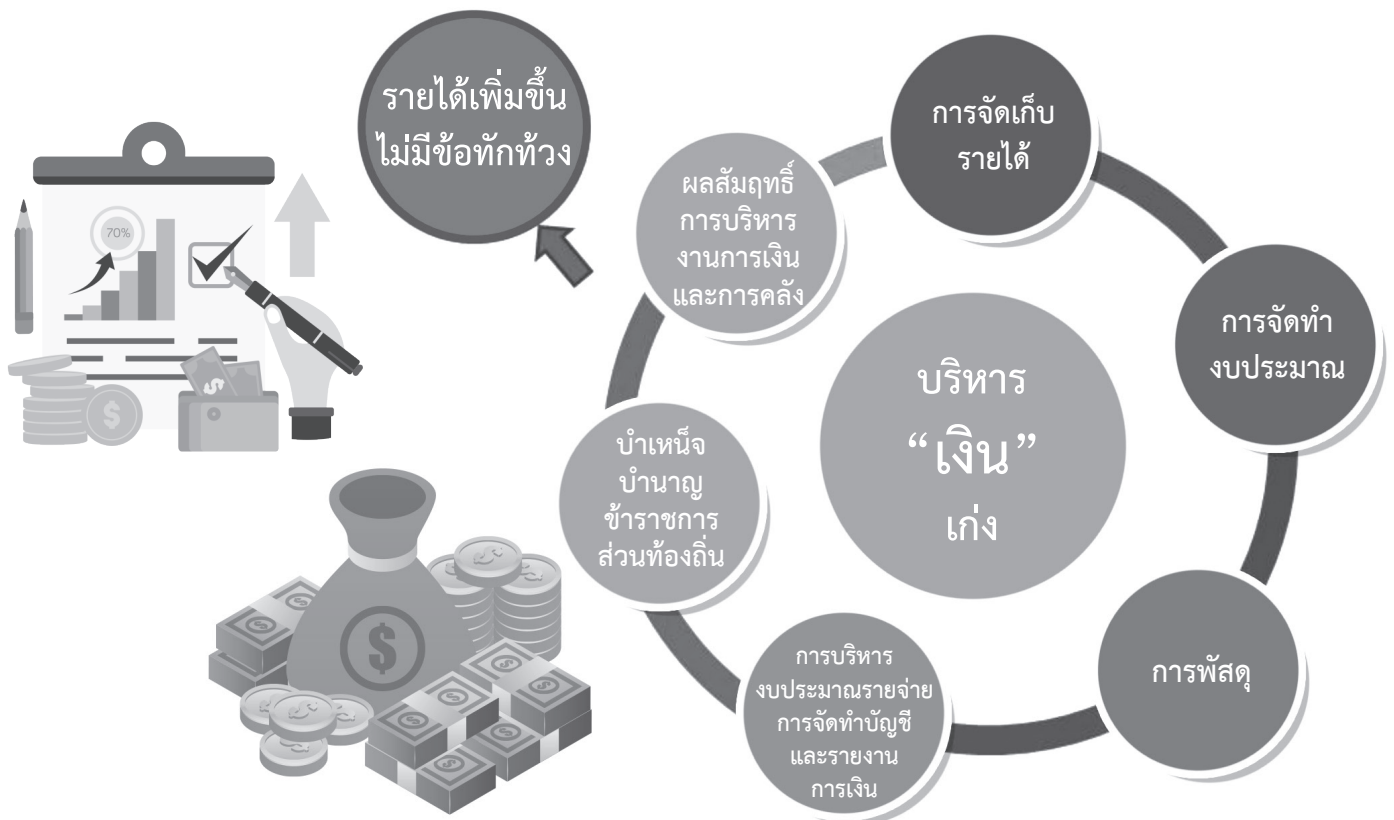 รายได้เพิ่มขึ้น
ไม่มีข้อทักท้วง
70%
การจัดเก็บ
รายได้
การจัดทำ
งบประมาณ
การพัสดุ
การบริหาร
งบประมาณรายจ่าย
การจัดทำบัญชี
และรายงาน
การเงิน
บำเหน็จ
บำนาญ
ข้าราชการ
ส่วนท้องถิ่น
ผลสัมฤทธิ์
การบริหาร
งานการเงิน
และการคลัง
บริหาร
“เงิน”
เก่ง